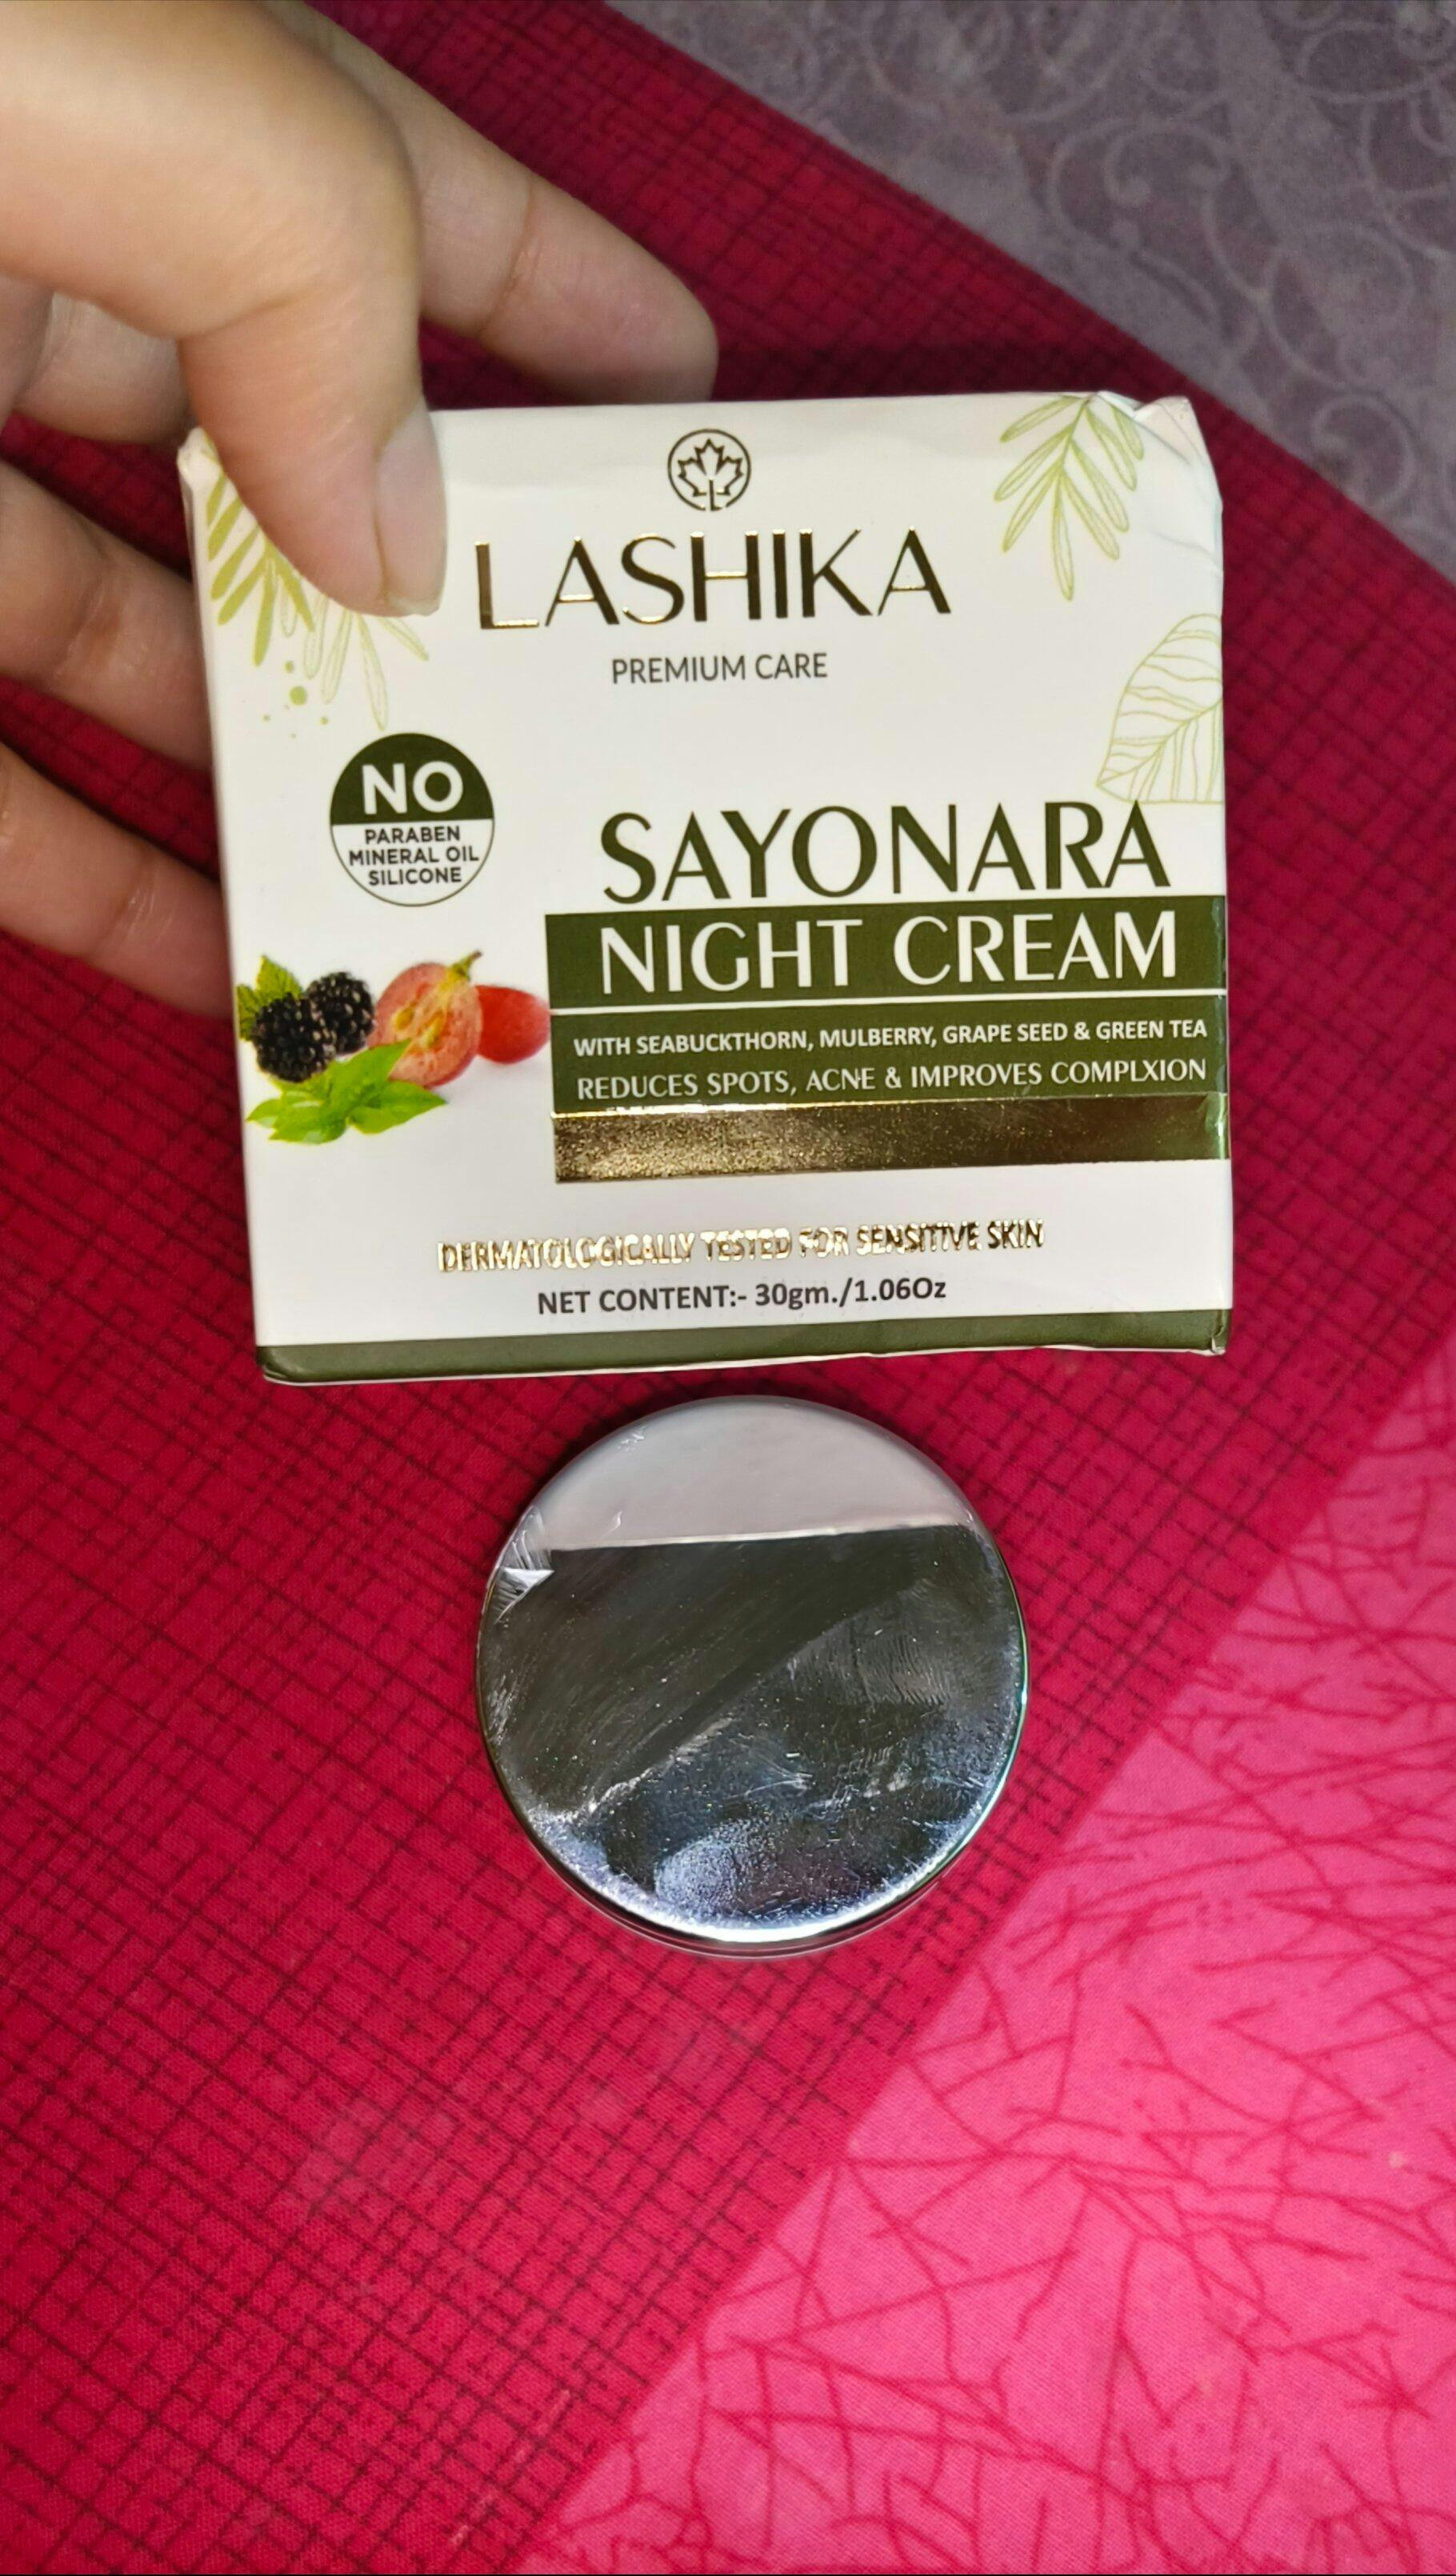 LASHIKA
PREMIUM CARE
NO
PARABEN
MINERAL OIL
SILICONE
SAYONARA
NIGHT CREAM
WITH SEABUCKTHORN, MULBERRY, GRAPE SEED & GREEN TEA
REDUCES SPOTS, ACNE & IMPROVES COMPLXION
DERMATOLOGICALLY TESTED FOR SENSITIVE SKIN
NET CONTENT:- 30gm./1.06Oz